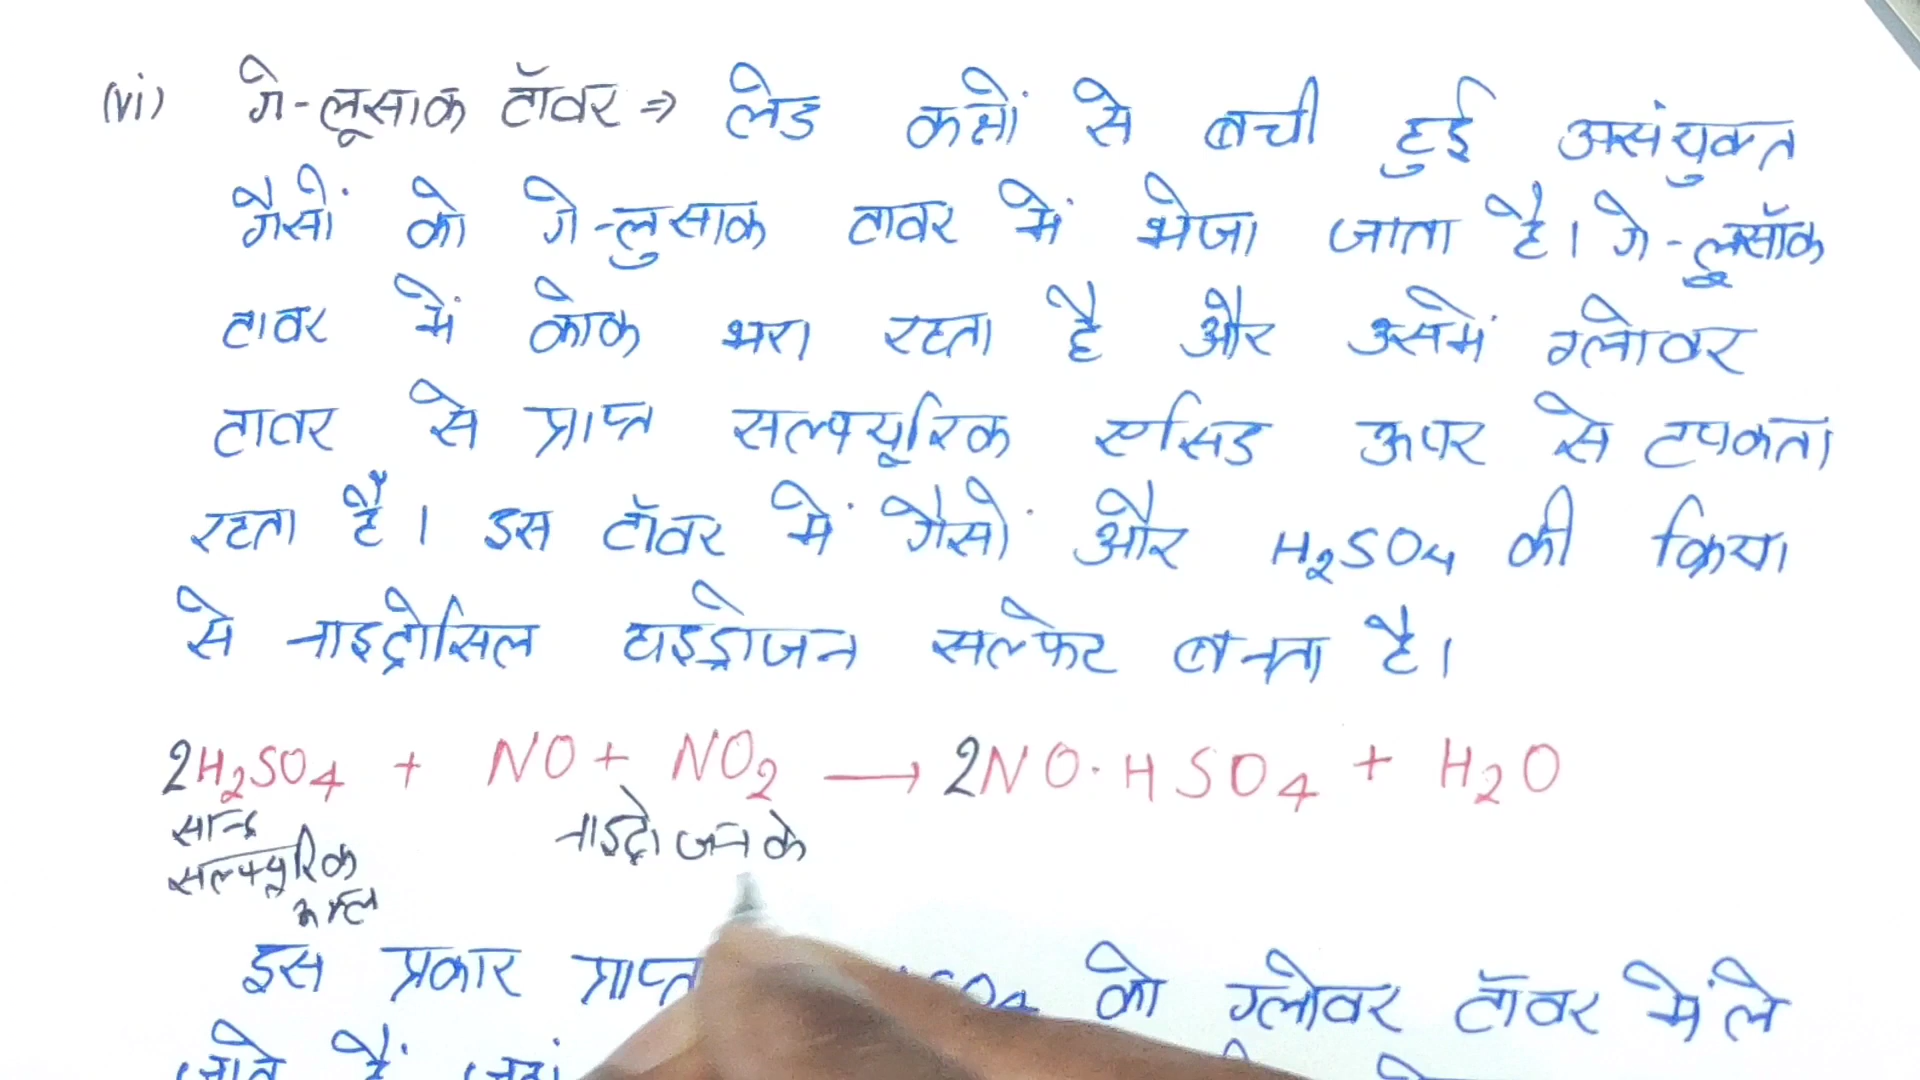 (vi) गे-लूसाक टॉवर ⇒ लेड कक्षों से बची हुई असंयुक्त
गैसों को गे-लुसाक टावर में भेजा जाता है। गे-लूसॉक
टावर में कोक भरा रहता है और उसमें ग्लोवर
टावर से प्राप्त सल्फ्यूरिक एसिड ऊपर से टपकता
रहता है। इस टॉवर में गैसों और H₂SO₄ की क्रिया
से नाइट्रोसिल हाइड्रोजन सल्फेट बनता है।
2H₂SO₄ + NO + NO₂ → 2NO·HSO₄ + H₂O
सान्द्र नाइट्रोजन के
सल्फ्यूरिक
अम्ल
इस प्रकार प्राप्त SO₄ को ग्लोवर टॉवर में ले
जाते हैं जहां